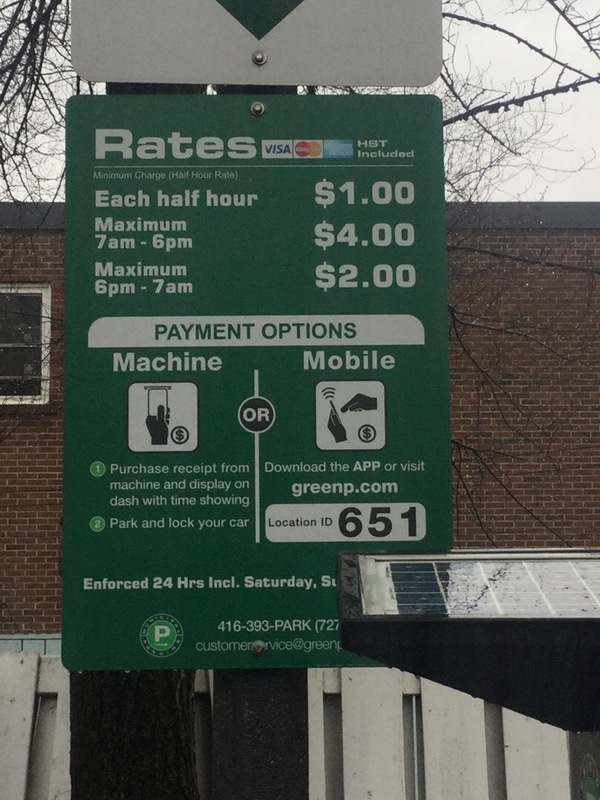 Rates VISA HST Included
Minimum Charge (Half Hour Rate)
Each half hour $1.00
Maximum 7am - 6pm $4.00
Maximum 6pm - 7am $2.00
PAYMENT OPTIONS
Machine
OR
1 Purchase receipt from
machine and display on
dash with time showing
2 Park and lock your car
Mobile
Download the APP or visit
greenp.com
Location ID 651
Enforced 24 Hrs Incl. Saturday,
P
416-393-PARK (727